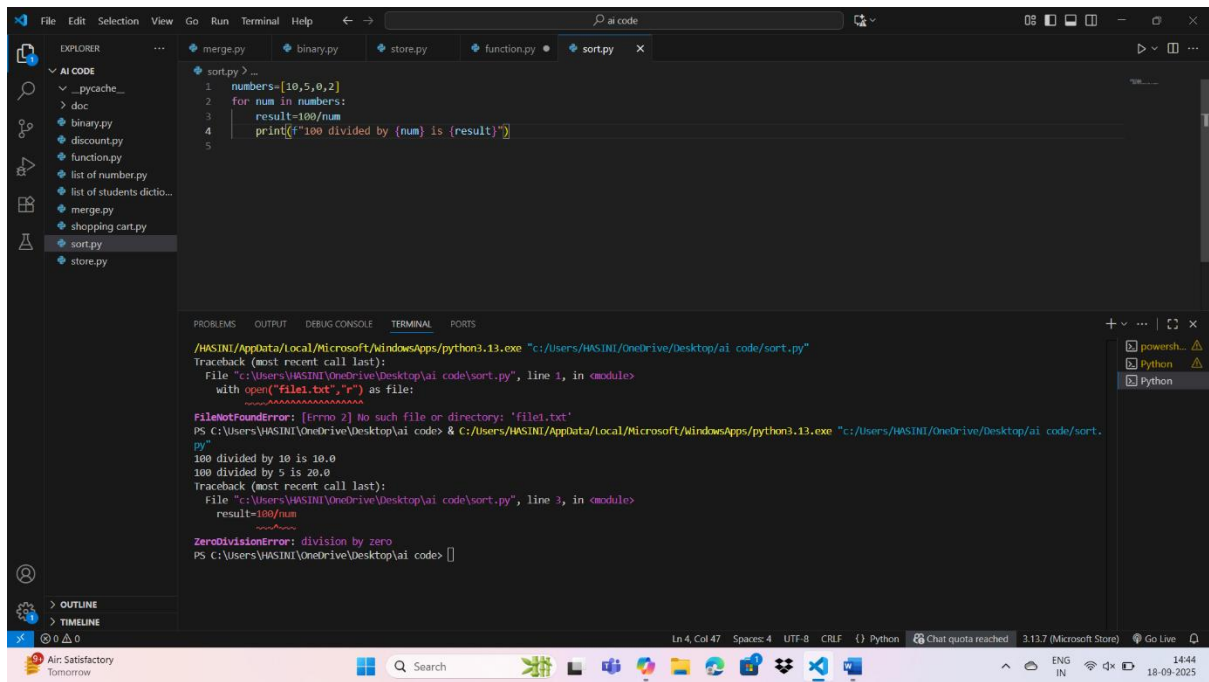 File Edit Selection View Go Run Terminal Help ai code
EXPLORER
merge.py binary.py store.py function.py sort.py
AI CODE
__pycache__
doc
binary.py
discount.py
function.py
list of number.py
list of students dictio...
merge.py
shopping cart.py
sort.py
store.py
sort.py > ...
1 numbers=[10,5,0,2]
2 for num in numbers:
3 result=100/num
4 print(f"100 divided by {num} is {result}")
5
PROBLEMS OUTPUT DEBUG CONSOLE TERMINAL PORTS
/HASINI/AppData/Local/Microsoft/WindowsApps/python3.13.exe "c:/Users/HASINI/OneDrive/Desktop/ai code/sort.py"
Traceback (most recent call last):
File "c:\Users\HASINI\OneDrive\Desktop\ai code\sort.py", line 1, in <module>
with open("file1.txt","r") as file:
~~~~^^^^^^^^^^^^^^^^^
FileNotFoundError: [Errno 2] No such file or directory: 'file1.txt'
PS C:\Users\HASINI\OneDrive\Desktop\ai code> & C:/Users/HASINI/AppData/Local/Microsoft/WindowsApps/python3.13.exe "c:/Users/HASINI/OneDrive/Desktop/ai code/sort.
py"
100 divided by 10 is 10.0
100 divided by 5 is 20.0
Traceback (most recent call last):
File "c:\Users\HASINI\OneDrive\Desktop\ai code\sort.py", line 3, in <module>
result=100/num
~~~^~~~
ZeroDivisionError: division by zero
PS C:\Users\HASINI\OneDrive\Desktop\ai code>
powersh...
Python
Python
OUTLINE
TIMELINE
0 0 Ln 4, Col 47 Spaces: 4 UTF-8 CRLF {} Python Chat quota reached 3.13.7 (Microsoft Store) Go Live
9+ Air: Satisfactory
Tomorrow
Search
ENG
IN
14:44
18-09-2025